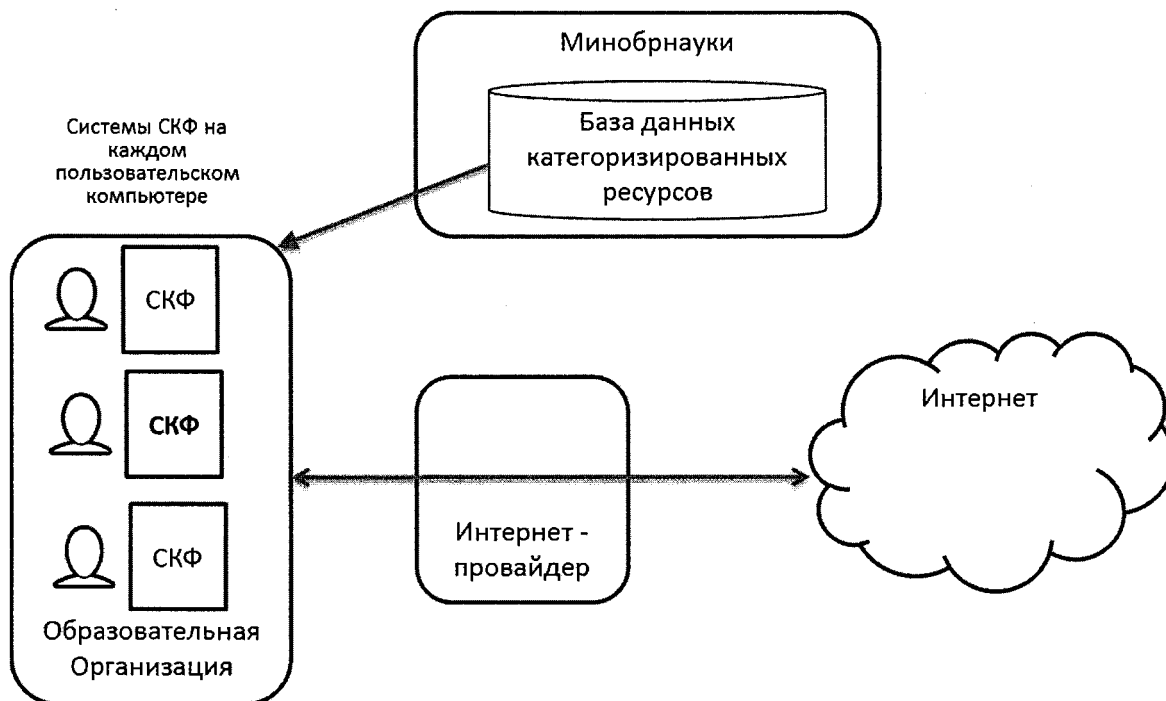 Минобрнауки
База данных
категоризированных
ресурсов
Системы СКФ на
каждом
пользовательском
компьютере
СКФ
СКФ
СКФ
Образовательная
Организация
Интернет -
провайдер
Интернет